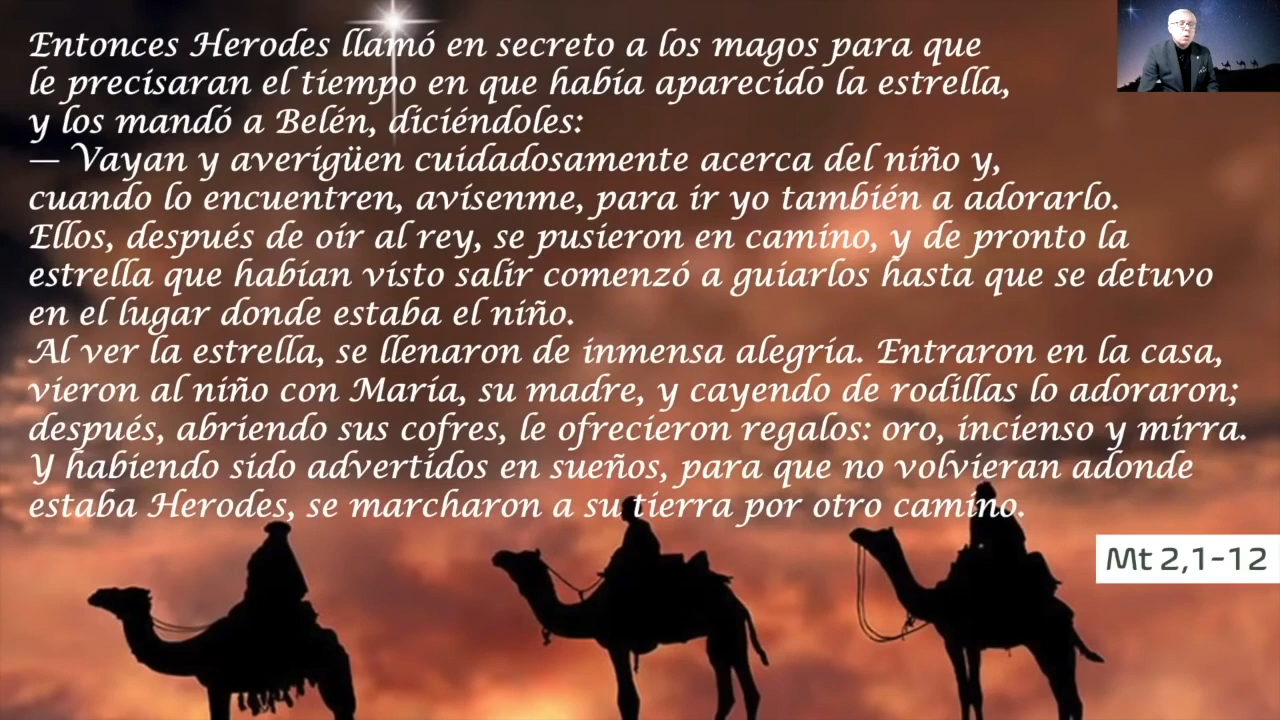 Entonces Herodes llamó en secreto a los magos para que
le precisaran el tiempo en que había aparecido la estrella,
y los mandó a Belén, diciéndoles:
— Vayan y averigüen cuidadosamente acerca del niño y,
cuando lo encuentren, avísenme, para ir yo también a adorarlo.
Ellos, después de oír al rey, se pusieron en camino, y de pronto la
estrella que habían visto salir comenzó a guiarlos hasta que se detuvo
en el lugar donde estaba el niño.
Al ver la estrella, se llenaron de inmensa alegría. Entraron en la casa,
vieron al niño con María, su madre, y cayendo de rodillas lo adoraron;
después, abriendo sus cofres, le ofrecieron regalos: oro, incienso y mirra.
Y habiendo sido advertidos en sueños, para que no volvieran adonde
estaba Herodes, se marcharon a su tierra por otro camino.
Mt 2,1-12